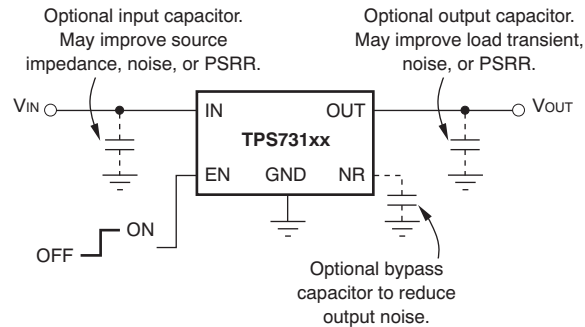 Optional input capacitor.
May improve source
impedance, noise, or PSRR.
Optional output capacitor.
May improve load transient,
noise, or PSRR.
VIN
IN
OUT
VOUT
TPS731xx
EN
GND
NR
OFF
ON
Optional bypass
capacitor to reduce
output noise.